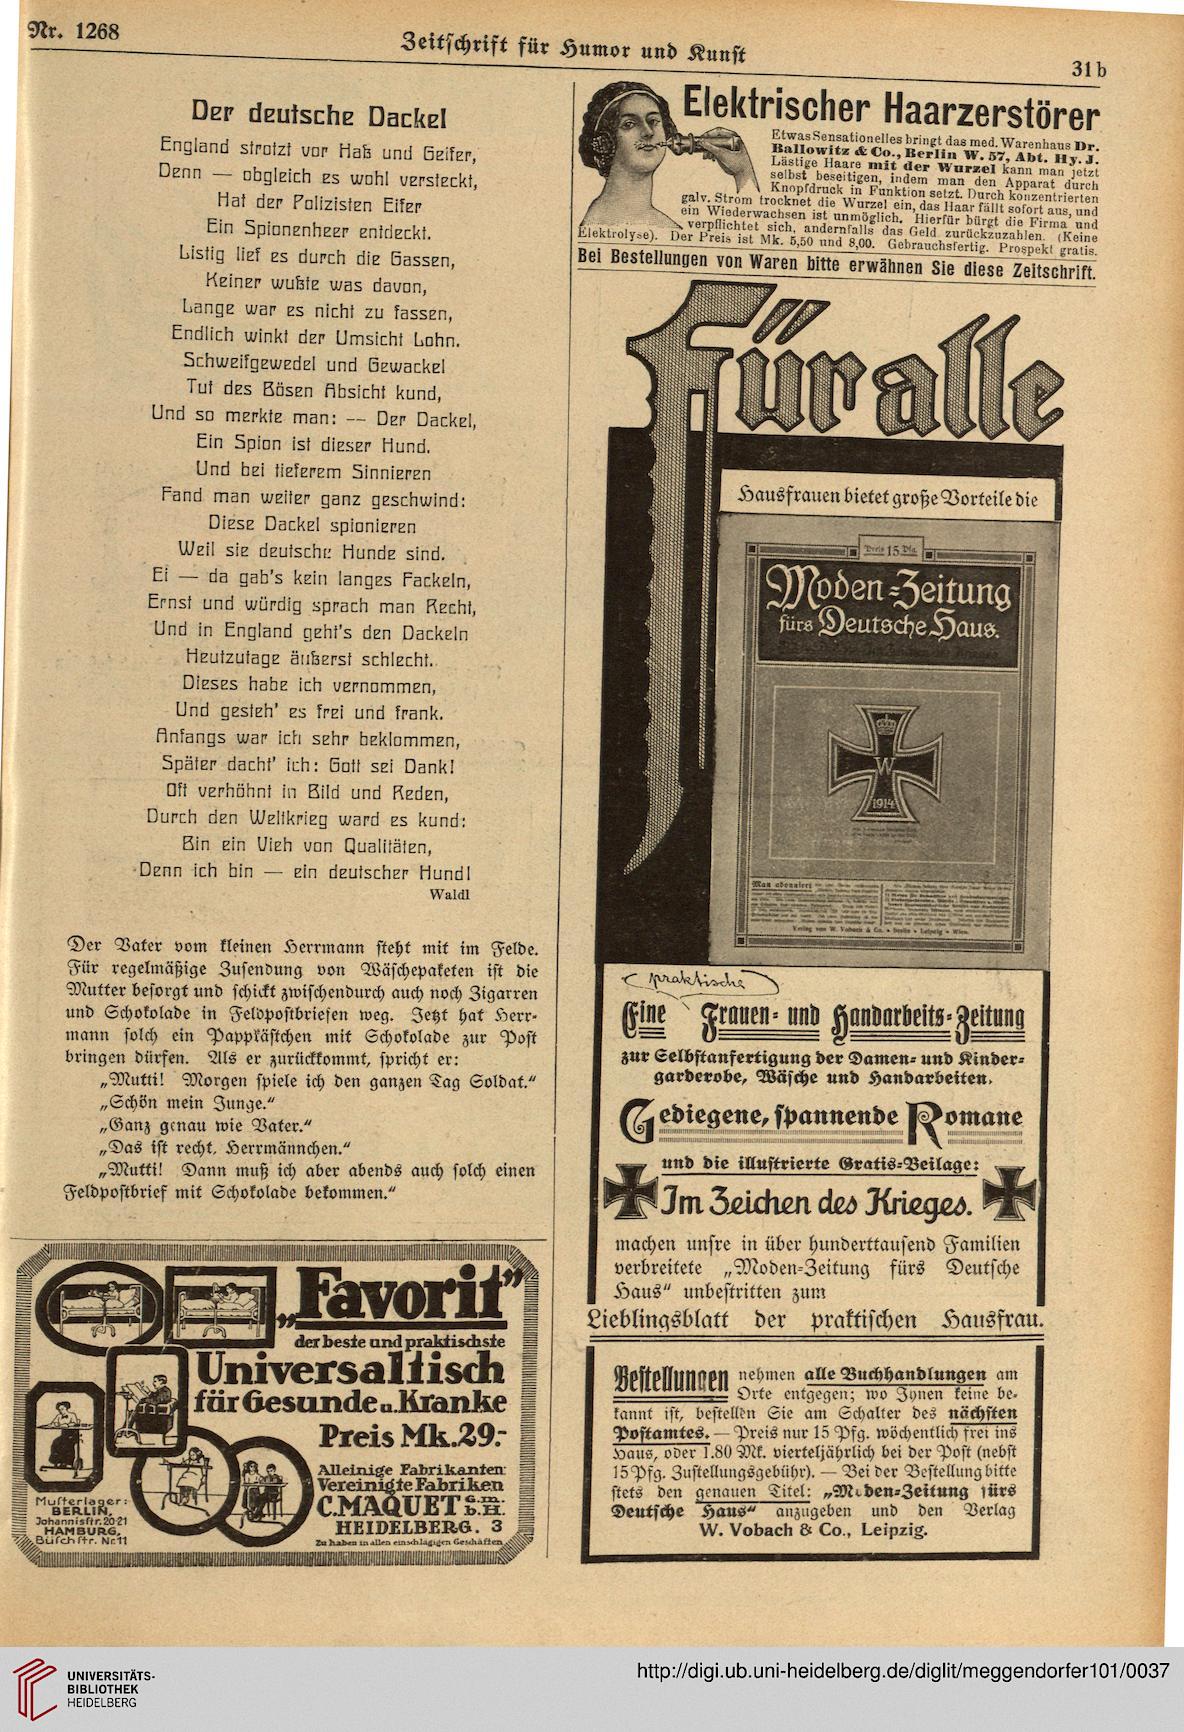 Nr. 1268
Zeitschrift für Humor und Kunst
31b
Der deutsche Dackel
England strotzt vor Haß und Geifer,
Denn — obgleich es wohl versteckt,
Hat der Polizisten Eifer
Ein Spionenheer entdeckt.
Listig lief es durch die Gassen,
Keiner wußte was davon,
Lange war es nicht zu fassen,
Endlich winkt der Umsicht Lohn.
Schweifgewedel und Gewackel
Tut des Bösen Absicht kund,
Und so merkte man: — Der Dackel,
Ein Spion ist dieser Hund.
Und bei tieferem Sinnieren
Fand man weiter ganz geschwind:
Diese Dackel spionieren
Weil sie deutsche Hunde sind.
Ei — da gab's kein langes Fackeln,
Ernst und würdig sprach man Recht,
Und in England geht's den Dackeln
Heutzutage äußerst schlecht.
Dieses habe ich vernommen,
Und gesteh' es frei und frank.
Anfangs war ich sehr beklommen,
Später dacht' ich: Gott sei Dank!
Oft verhöhnt in Bild und Reden,
Durch den Weltkrieg ward es kund:
Bin ein Vieh von Qualitäten,
Denn ich bin — ein deutscher Hund!
Waldl
Der Vater vom kleinen Herrmann steht mit im Felde.
Für regelmäßige Zusendung von Wäschepaketen ist die
Mutter besorgt und schickt zwischendurch auch noch Zigarren
und Schokolade in Feldpostbriefen weg. Jetzt hat Herr-
mann solch ein Pappkästchen mit Schokolade zur Post
bringen dürfen. Als er zurückkommt, spricht er:
„Mutti! Morgen spiele ich den ganzen Tag Soldat."
„Schön mein Junge."
„Ganz genau wie Vater."
„Das ist recht, Herrmännchen."
„Mutti! Dann muß ich aber abends auch solch einen
Feldpostbrief mit Schokolade bekommen."
„Favorit"
der beste und praktischste
Universaltisch
für Gesunde u. Kranke
Preis Mk. 29.-
Alleinige Fabrikanten:
Vereinigte Fabriken
C. MAQUET G.m.b.H.
HEIDELBERG. 3
Zu haben in allen einschlägigen Geschäften
Musterlager:
BERLIN,
Johannisstr. 20-21
HAMBURG,
Büschstr. Nr. 11
Elektrischer Haarzerstörer
Etwas Sensationelles bringt das med. Warenhaus Dr.
Ballowitz & Co., Berlin W. 57, Abt. Hy. J.
Lästige Haare mit der Wurzel kann man jetzt
selbst beseitigen, indem man den Apparat durch
Knopfdruck in Funktion setzt. Durch konzentrierten
galv. Strom trocknet die Wurzel ein, das Haar fällt sofort aus, und
ein Wiederwachsen ist unmöglich. Hierfür bürgt die Firma und
verpflichtet sich, andernfalls das Geld zurückzuzahlen. (Keine
Elektrolyse). Der Preis ist Mk. 5,50 und 8,00. Gebrauchsfertig. Prospekt gratis.
Bei Bestellungen von Waren bitte erwähnen Sie diese Zeitschrift.
Für alle
Hausfrauen bietet große Vorteile die
Preis 15 Pfg.
Moden-Zeitung
fürs Deutsche Haus.
W
1914
Man abonniert
Verlag von W. Vobach & Co. • Berlin • Leipzig • Wien.
praktische
Eine Frauen- und Handarbeits-Zeitung
zur Selbstanfertigung der Damen- und Kinder-
garderobe, Wäsche und Handarbeiten.
Gediegene, spannende Romane
und die illustrierte Gratis-Beilage:
Im Zeichen des Krieges.
machen unsre in über hunderttausend Familien
verbreitete „Moden-Zeitung fürs Deutsche
Haus" unbestritten zum
Lieblingsblatt der praktischen Hausfrau.
Bestellungen nehmen alle Buchhandlungen am
Orte entgegen; wo Ihnen keine be-
kannt ist, bestellen Sie am Schalter des nächsten
Postamtes. — Preis nur 15 Pfg. wöchentlich frei ins
Haus, oder 1.80 Mk. vierteljährlich bei der Post (nebst
15 Pfg. Zustellungsgebühr). — Bei der Bestellung bitte
stets den genauen Titel: „Moden-Zeitung fürs
Deutsche Haus" anzugeben und den Verlag
W. Vobach & Co., Leipzig.
UNIVERSITÄTS-
BIBLIOTHEK
HEIDELBERG
http://digi.ub.uni-heidelberg.de/diglit/meggendorfer101/0037